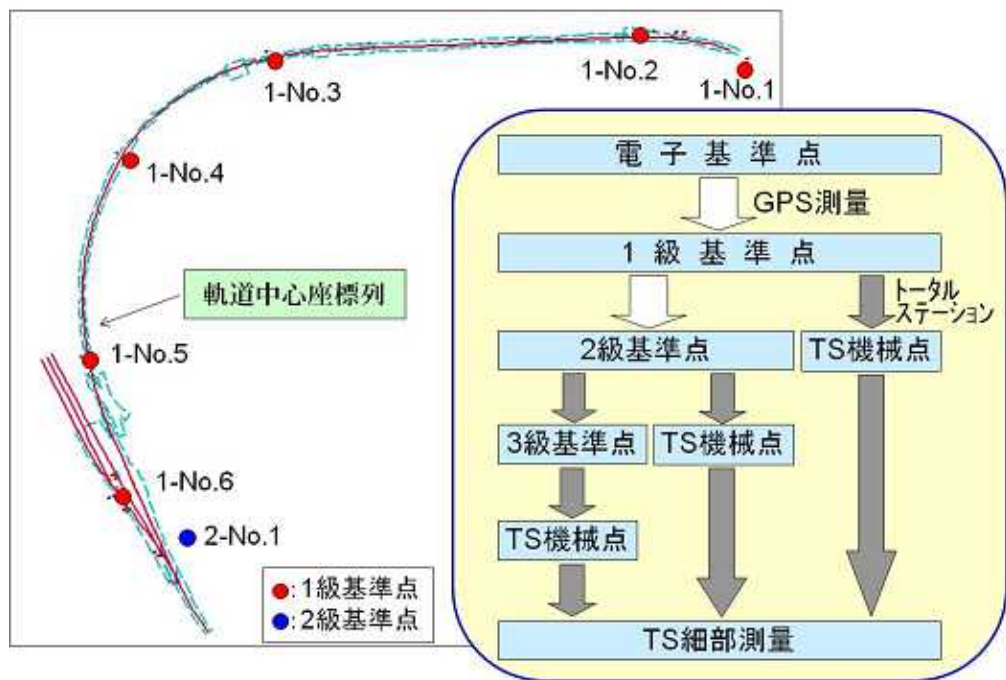 1-No.1
1-No.2
1-No.3
1-No.4
軌道中心座標列
1-No.5
1-No.6
2-No.1
●:1級基準点
●:2級基準点
電子基準点
GPS測量
1級基準点
トータル
ステーション
2級基準点
TS機械点
3級基準点
TS機械点
TS機械点
TS細部測量